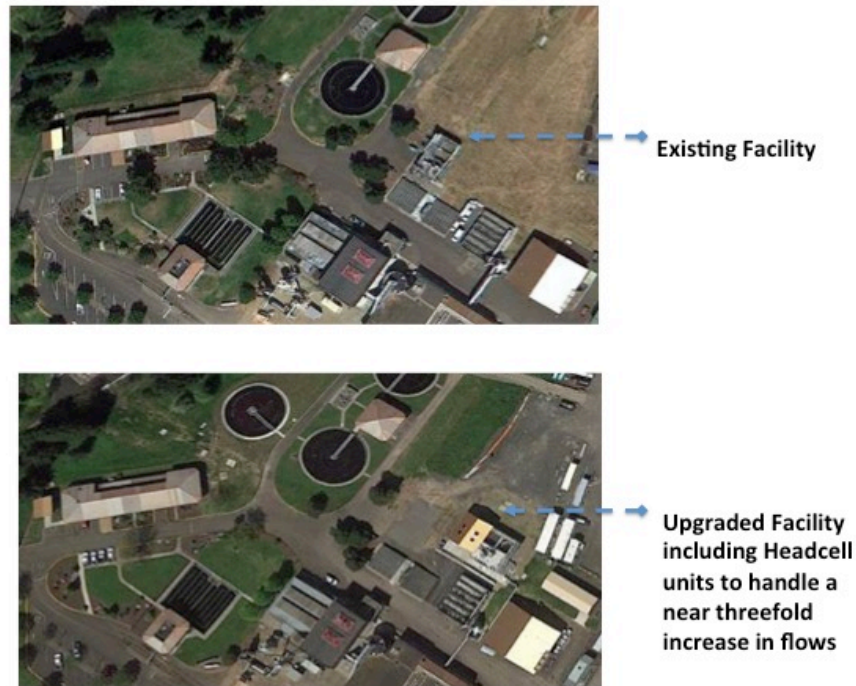 Existing Facility
Upgraded Facility
including Headcell
units to handle a
near threefold
increase in flows